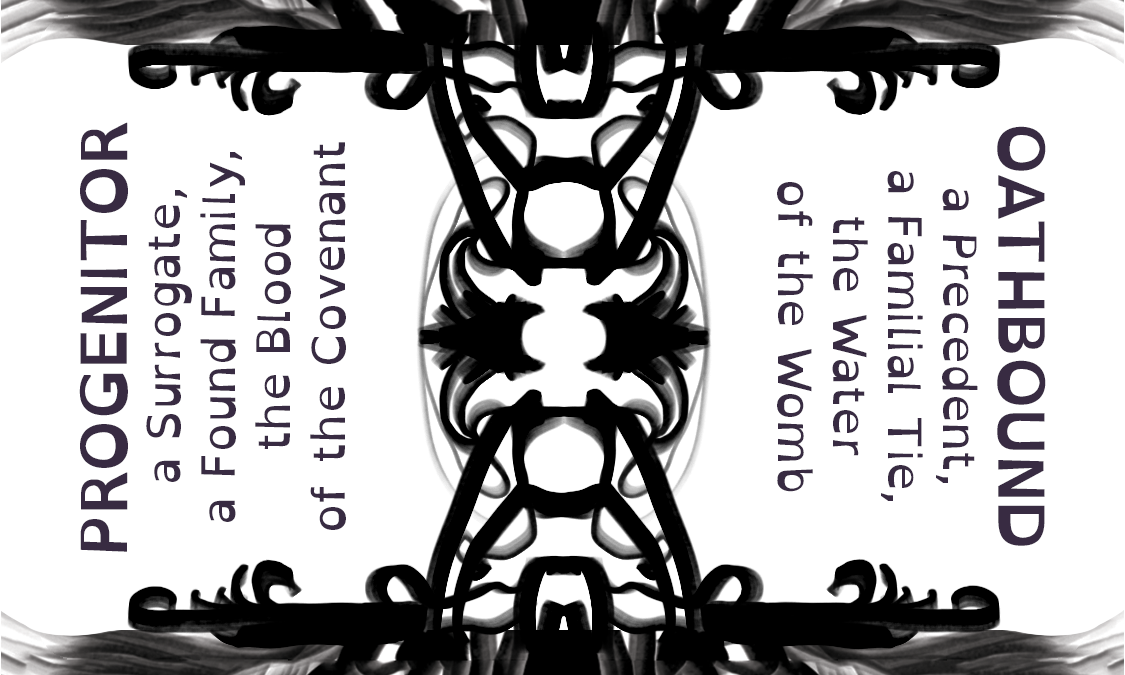 PROGENITOR
a Surrogate,
a Found Family,
the Blood
of the Covenant
OATHBOUND
a Precedent,
a Familial Tie,
the Water
of the Womb